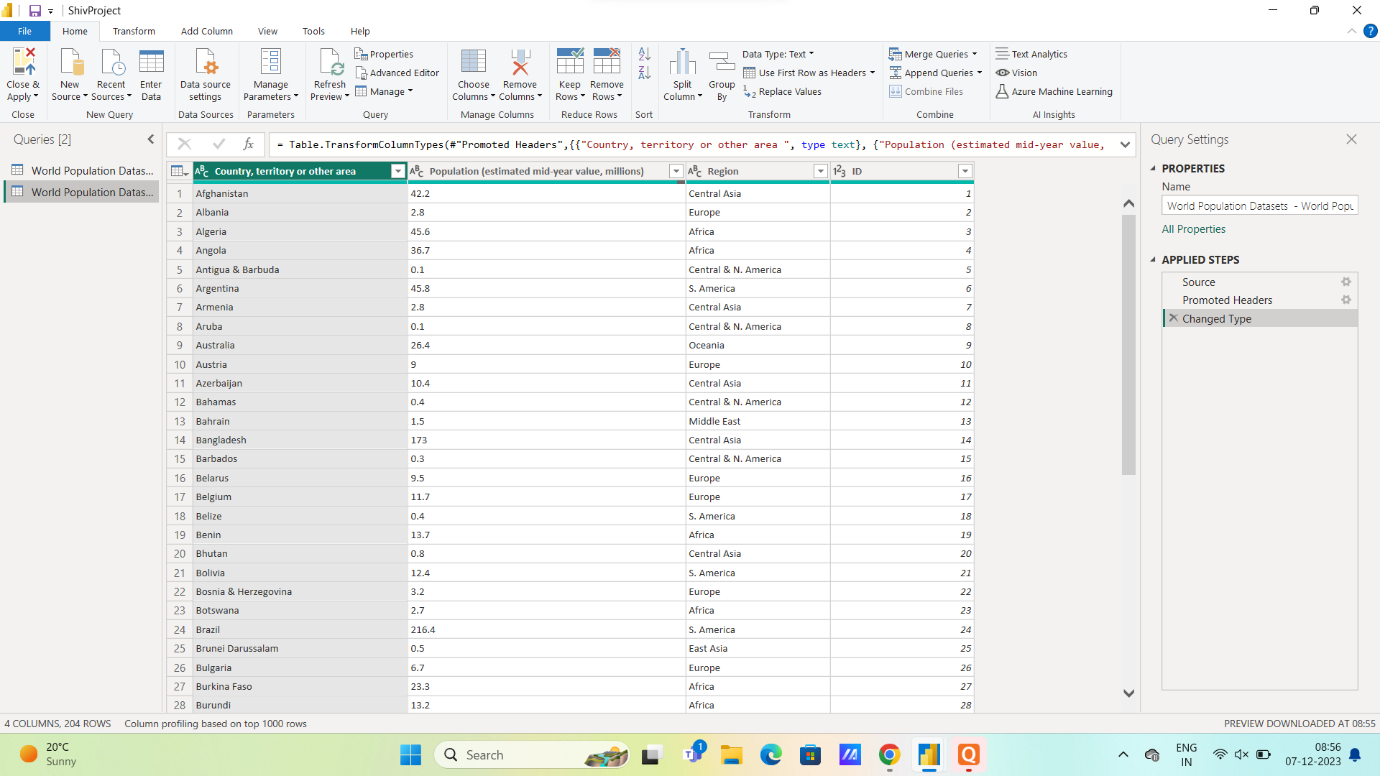 ShivProject
File Home Transform Add Column View Tools Help
Close & Apply
New Source
Recent Sources
Enter Data
Data source settings
Manage Parameters
Refresh Preview
Properties
Advanced Editor
Manage
Choose Columns
Remove Columns
Keep Rows
Remove Rows
Split Column
Group By
Data Type: Text
Use First Row as Headers
Replace Values
Merge Queries
Append Queries
Combine Files
Text Analytics
Vision
Azure Machine Learning
Close New Query Data Sources Parameters Query Manage Columns Reduce Rows Sort Transform Combine AI Insights
Queries [2]
World Population Datas...
World Population Datas...
fx = Table.TransformColumnTypes(#"Promoted Headers",{{"Country, territory or other area ", type text}, {"Population (estimated mid-year value,
ABC Country, territory or other area ABC Population (estimated mid-year value, millions) ABC Region 123 ID
1 Afghanistan 42.2 Central Asia 1
2 Albania 2.8 Europe 2
3 Algeria 45.6 Africa 3
4 Angola 36.7 Africa 4
5 Antigua & Barbuda 0.1 Central & N. America 5
6 Argentina 45.8 S. America 6
7 Armenia 2.8 Central Asia 7
8 Aruba 0.1 Central & N. America 8
9 Australia 26.4 Oceania 9
10 Austria 9 Europe 10
11 Azerbaijan 10.4 Central Asia 11
12 Bahamas 0.4 Central & N. America 12
13 Bahrain 1.5 Middle East 13
14 Bangladesh 173 Central Asia 14
15 Barbados 0.3 Central & N. America 15
16 Belarus 9.5 Europe 16
17 Belgium 11.7 Europe 17
18 Belize 0.4 S. America 18
19 Benin 13.7 Africa 19
20 Bhutan 0.8 Central Asia 20
21 Bolivia 12.4 S. America 21
22 Bosnia & Herzegovina 3.2 Europe 22
23 Botswana 2.7 Africa 23
24 Brazil 216.4 S. America 24
25 Brunei Darussalam 0.5 East Asia 25
26 Bulgaria 6.7 Europe 26
27 Burkina Faso 23.3 Africa 27
28 Burundi 13.2 Africa 28
Query Settings
PROPERTIES
Name
World Population Datasets - World Popu
All Properties
APPLIED STEPS
Source
Promoted Headers
Changed Type
4 COLUMNS, 204 ROWS Column profiling based on top 1000 rows PREVIEW DOWNLOADED AT 08:55
20°C
Sunny
Search
1
ENG
IN
08:56
07-12-2023